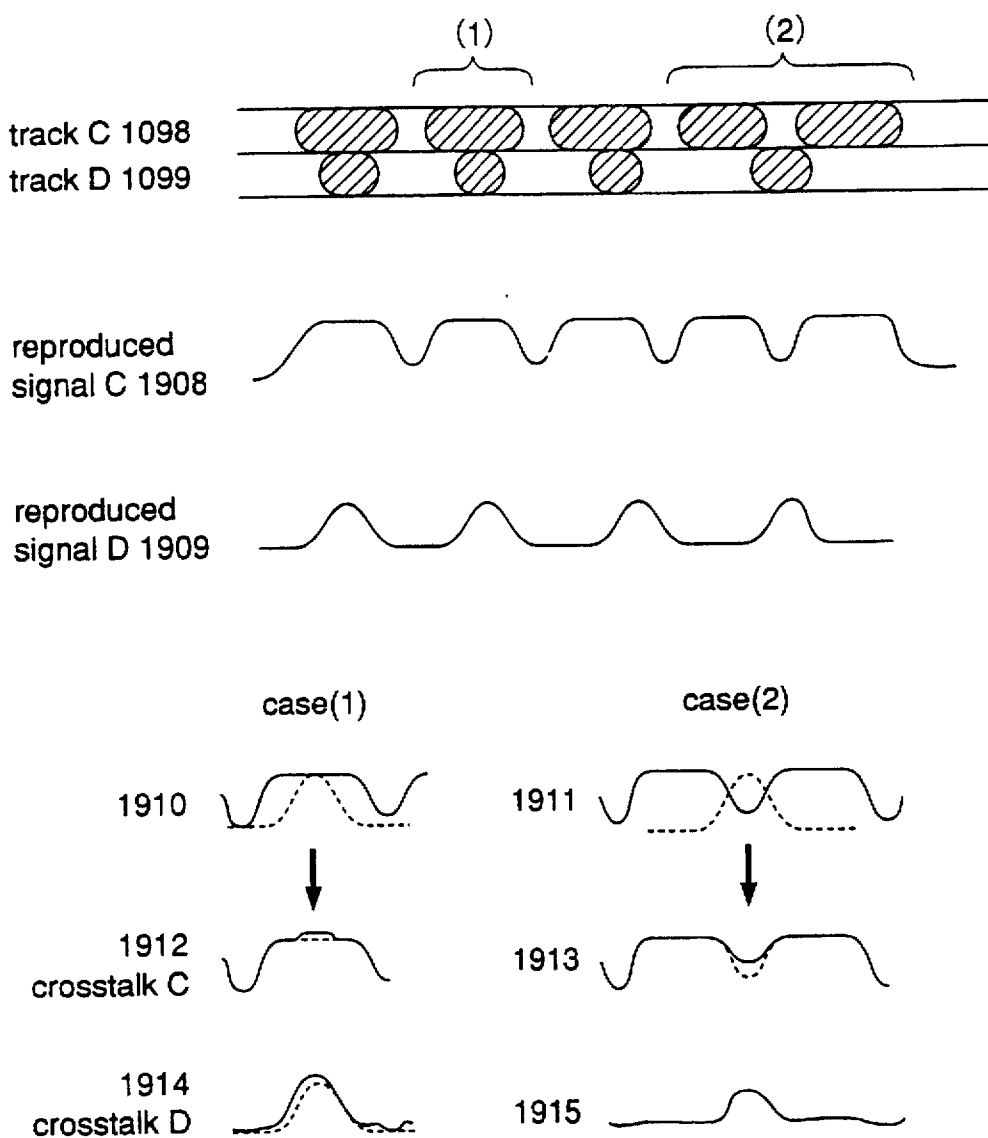 (1)
(2)
track C 1098
track D 1099
reproduced
signal C 1908
reproduced
signal D 1909
case(1)
case(2)
1910
1911
1912
crosstalk C
1913
1914
crosstalk D
1915